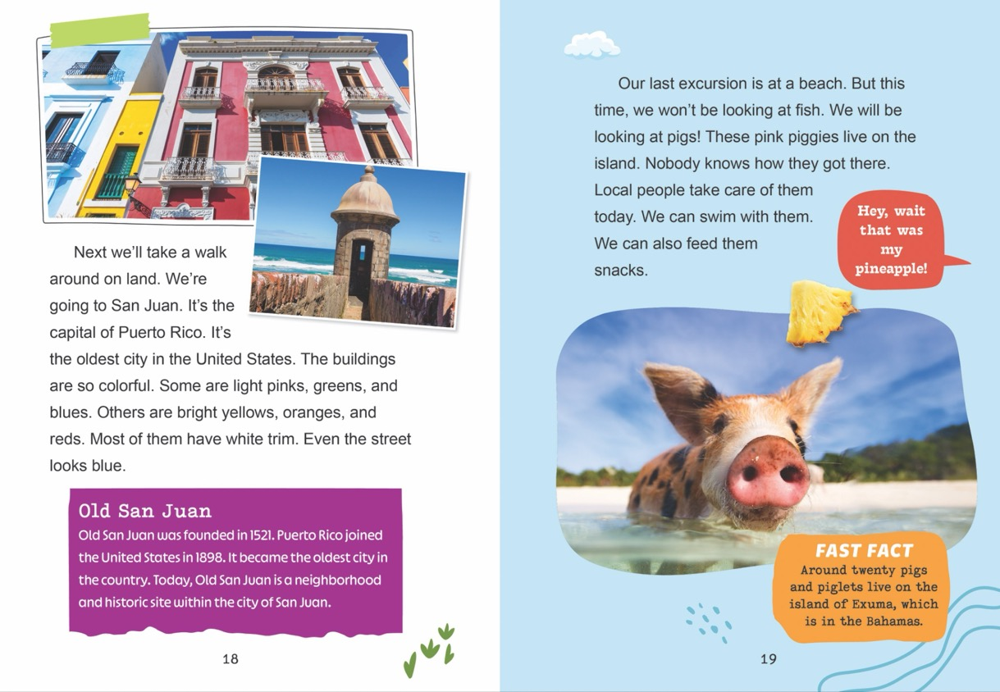 Next we'll take a walk
around on land. We're
going to San Juan. It's the
capital of Puerto Rico. It's
the oldest city in the United States. The buildings
are so colorful. Some are light pinks, greens, and
blues. Others are bright yellows, oranges, and
reds. Most of them have white trim. Even the street
looks blue.
Old San Juan
Old San Juan was founded in 1521. Puerto Rico joined
the United States in 1898. It became the oldest city in
the country. Today, Old San Juan is a neighborhood
and historic site within the city of San Juan.
18
Our last excursion is at a beach. But this
time, we won't be looking at fish. We will be
looking at pigs! These pink piggies live on the
island. Nobody knows how they got there.
Local people take care of them
today. We can swim with them.
We can also feed them
snacks.
Hey, wait
that was
my
pineapple!
FAST FACT
Around twenty pigs
and piglets live on the
island of Exuma, which
is in the Bahamas.
19